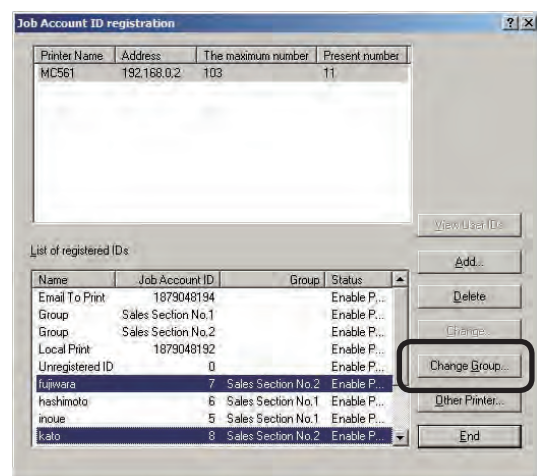 Job Account ID registration
Printer Name Address The maximum number Present number
MC561 192.168.0.2 103 11
View User IDs
List of registered IDs
Add...
Name Job Account ID Group Status
Email To Print 1879048194 Enable P...
Delete
Group Sales Section No.1 Enable P...
Group Sales Section No.2 Enable P...
Change...
Local Print 1879048192 Enable P...
Unregistered ID 0 Enable P...
Change Group...
fujiwara 7 Sales Section No.2 Enable P...
hashimoto 6 Sales Section No.1 Enable P...
Other Printer...
inoue 5 Sales Section No.1 Enable P...
kato 8 Sales Section No.2 Enable P...
End